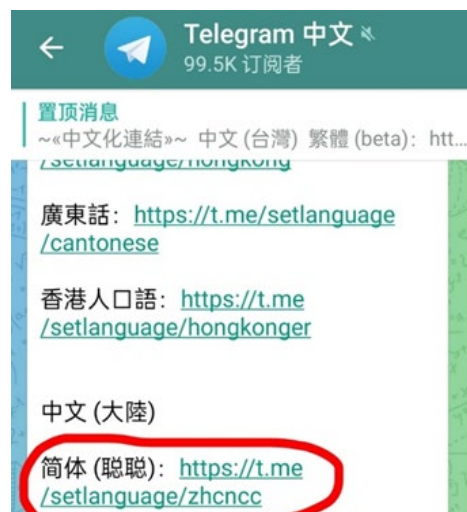 Telegram 中文
99.5K 订阅者
置顶消息
~«中文化連結»~ 中文 (台灣) 繁體 (beta): htt...
/setlanguage/hongkong
廣東話: https://t.me/setlanguage
/cantonese
香港人口語: https://t.me
/setlanguage/hongkonger
中文 (大陸)
简体 (聪聪): https://t.me
/setlanguage/zhcncc